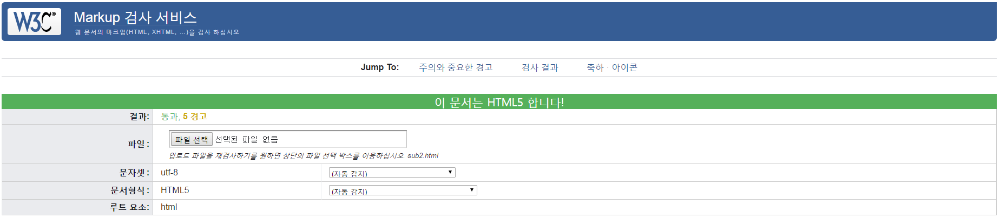 W3C®
Markup 검사 서비스
웹 문서의 마크업(HTML, XHTML, ...)을 검사 하십시오
Jump To: 주의와 중요한 경고 검사 결과 축하 · 아이콘
이 문서는 HTML5 합니다!
결과: 통과, 5 경고
파일 : 파일 선택 선택된 파일 없음
업로드 파일을 재검사하기를 원하면 상단의 파일 선택 박스를 이용하십시오. sub2.html
문자셋 : utf-8 (자동 감지)
문서형식 : HTML5 (자동 감지)
루트 요소: html